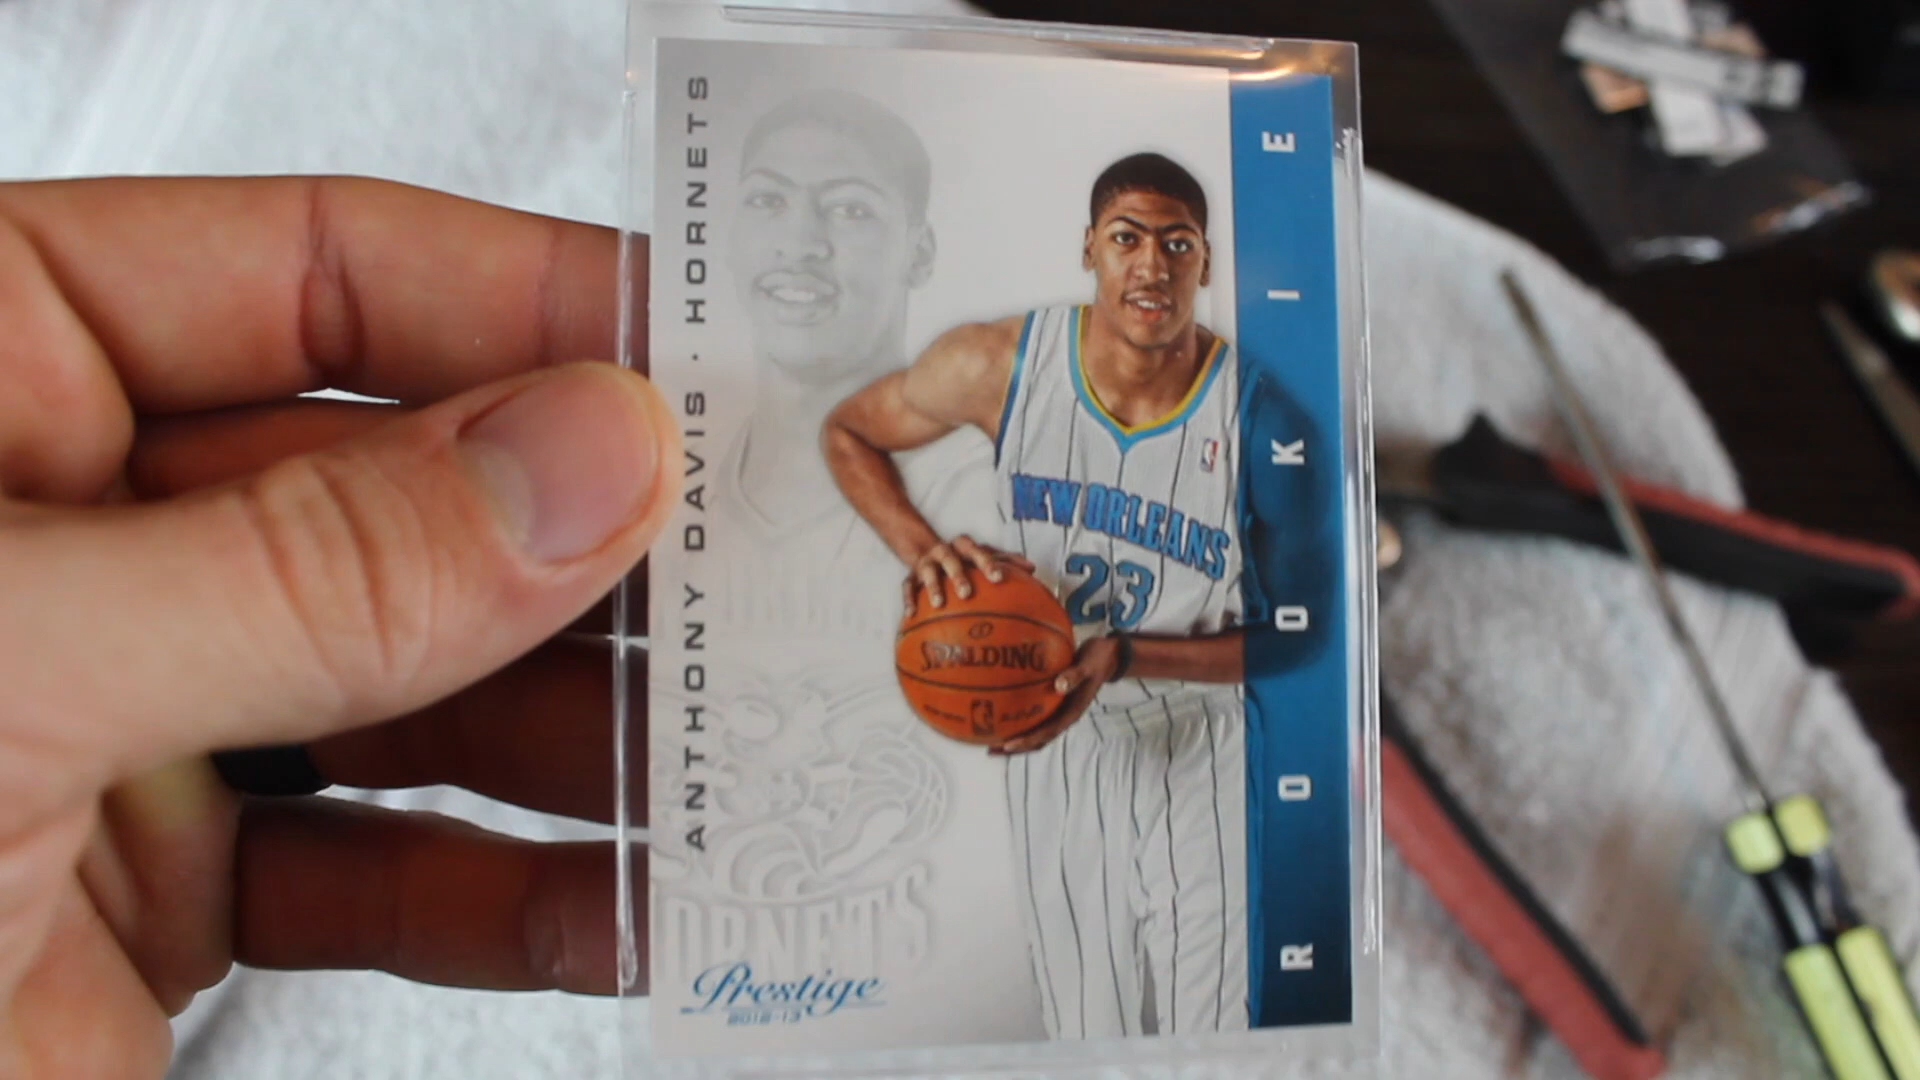 ANTHONY DAVIS · HORNETS
ROOKIE
NEW ORLEANS
23
SPALDING
HORNETS
Prestige
2012-13